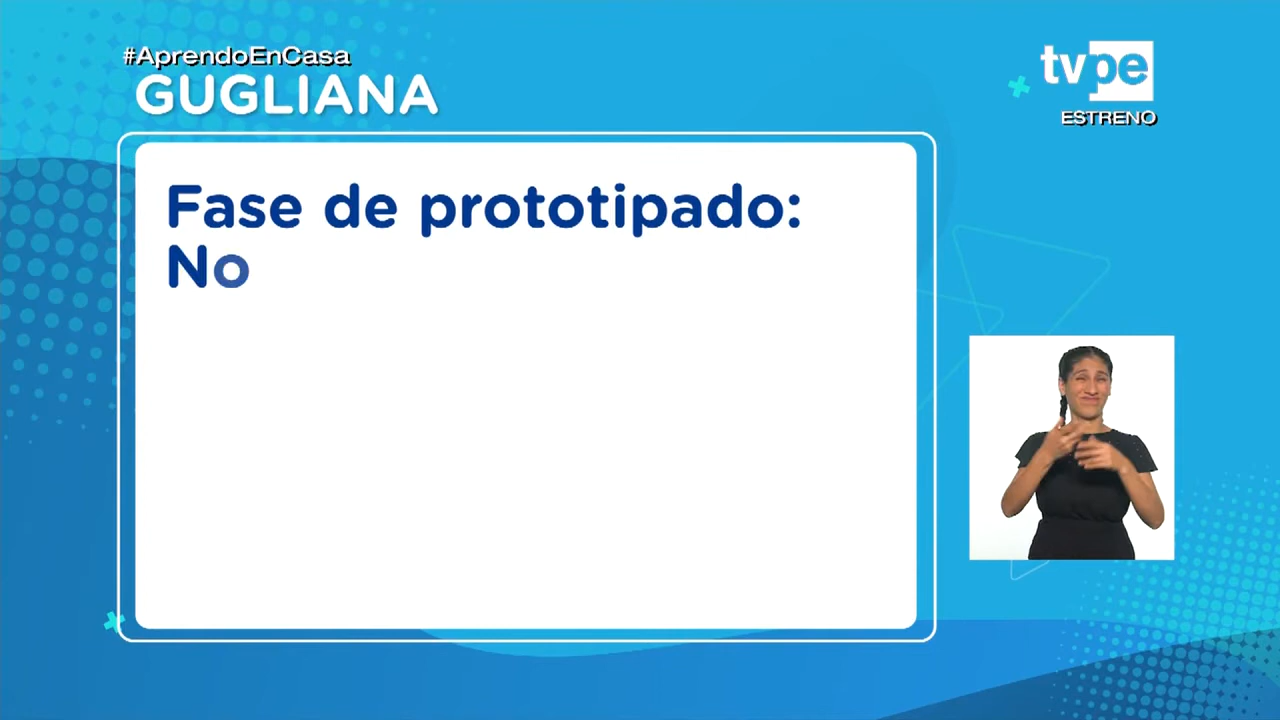 #AprendoEnCasa
GUGLIANA
tvpe
ESTRENO
Fase de prototipado:
No